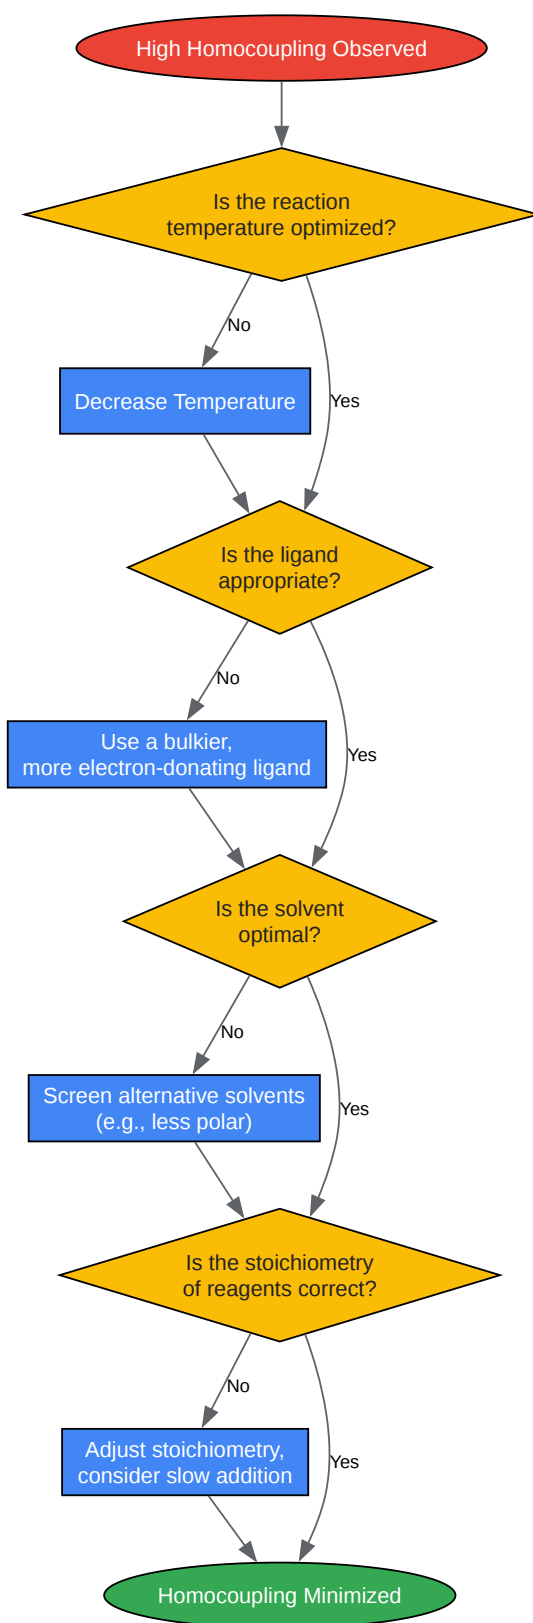 High Homocoupling Observed
Is the reaction
temperature optimized?
No
Decrease Temperature
Yes
Is the ligand
appropriate?
No
Use a bulkier,
more electron-donating ligand
Yes
Is the solvent
optimal?
No
Screen alternative solvents
(e.g., less polar)
Yes
Is the stoichiometry
of reagents correct?
No
Adjust stoichiometry,
consider slow addition
Yes
Homocoupling Minimized